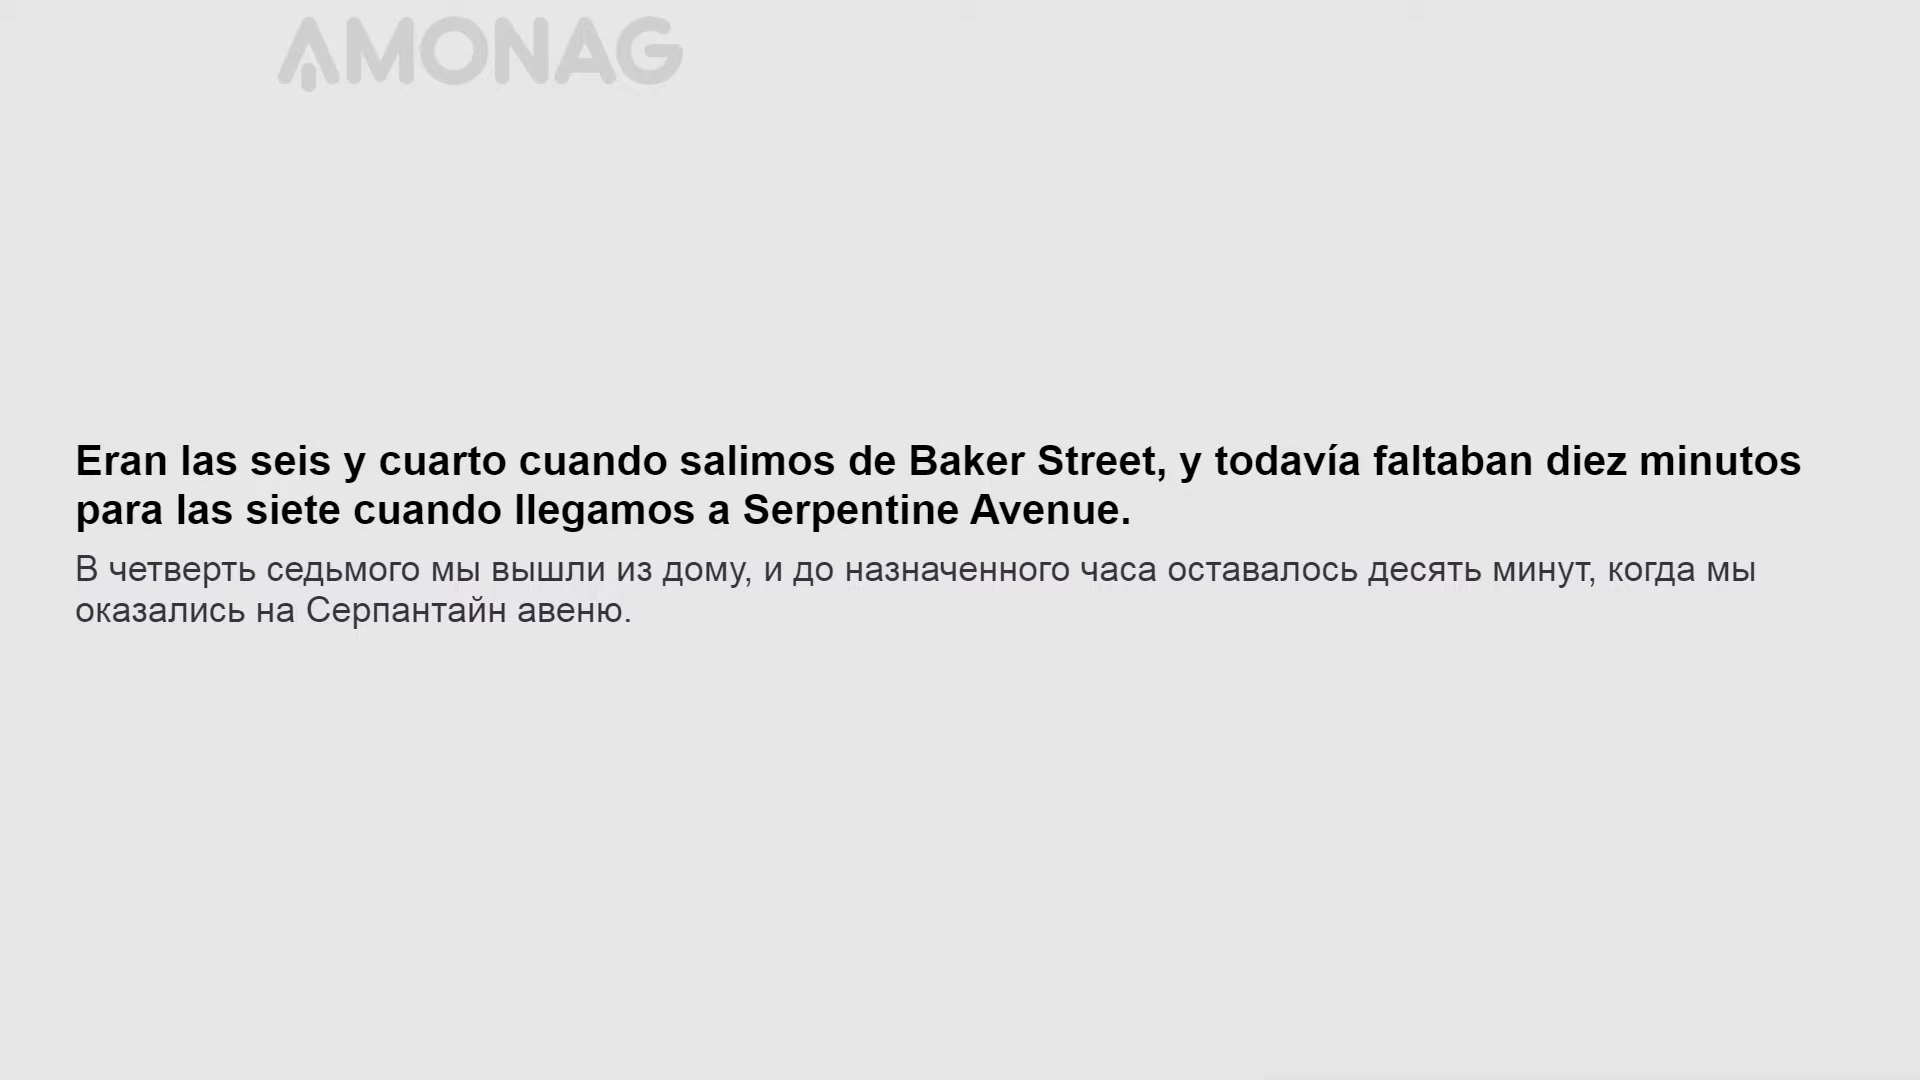 AMONAG
Eran las seis y cuarto cuando salimos de Baker Street, y todavía faltaban diez minutos
para las siete cuando llegamos a Serpentine Avenue.
В четверть седьмого мы вышли из дому, и до назначенного часа оставалось десять минут, когда мы
оказались на Серпантайн авеню.